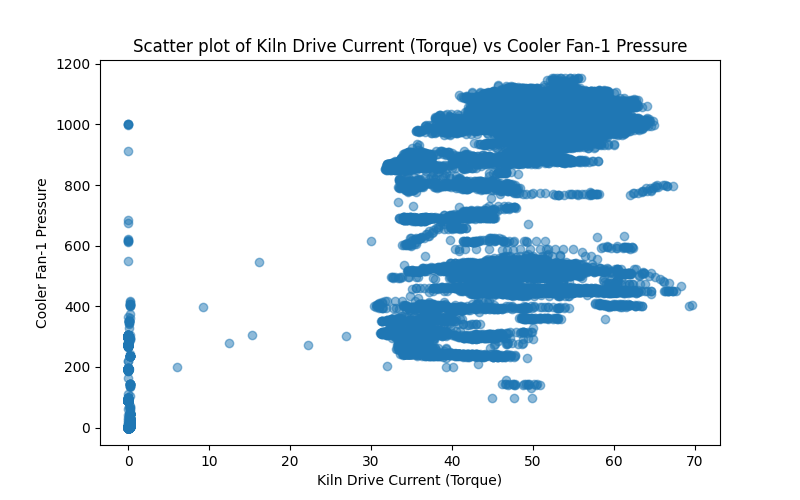 Scatter plot of Kiln Drive Current (Torque) vs Cooler Fan-1 Pressure
1200
1000
800
600
400
200
0
Cooler Fan-1 Pressure
0 10 20 30 40 50 60 70
Kiln Drive Current (Torque)